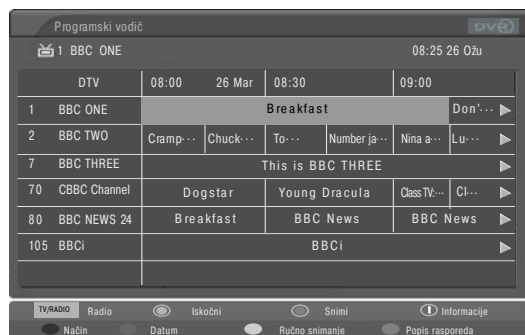 Programski vodič DVR
1 BBC ONE 08:25 26 Ožu
DTV 08:00 26 Mar 08:30 09:00
1 BBC ONE Breakfast Don'···
2 BBC TWO Cramp··· Chuck··· To··· Number ja··· Nina a··· Lu···
7 BBC THREE This is BBC THREE
70 CBBC Channel Dogstar Young Dracula Class TV:··· Cl···
80 BBC NEWS 24 Breakfast BBC News BBC News
105 BBCi BBCi
TV/RADIO Radio Iskočni Snimi Informacije
Način Datum Ručno snimanje Popis rasporeda